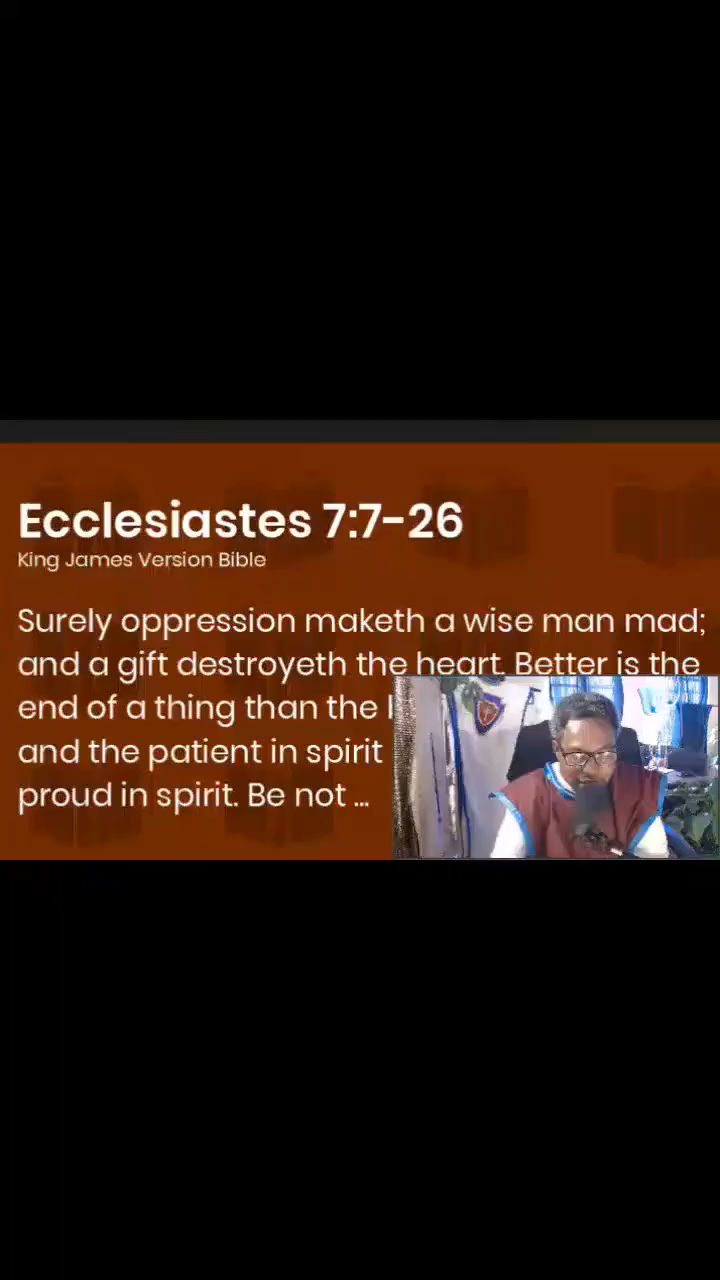 Ecclesiastes 7:7-26
King James Version Bible
Surely oppression maketh a wise man mad;
and a gift destroyeth the heart. Better is the
end of a thing than the
and the patient in spirit
proud in spirit. Be not ...